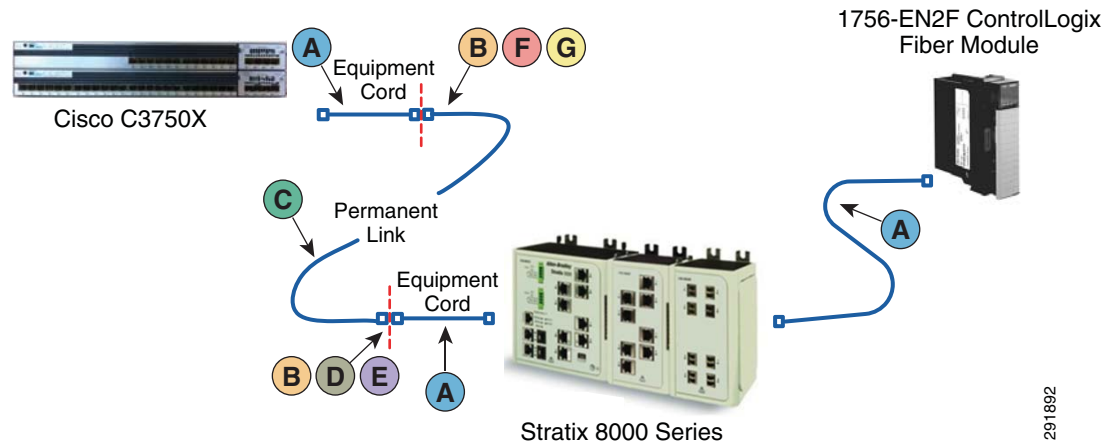 1756-EN2F ControlLogix
Fiber Module
A
B F G
Equipment
Cord
Cisco C3750X
C
Permanent
Link
A
Equipment
Cord
B D E
A
Stratix 8000 Series
291892